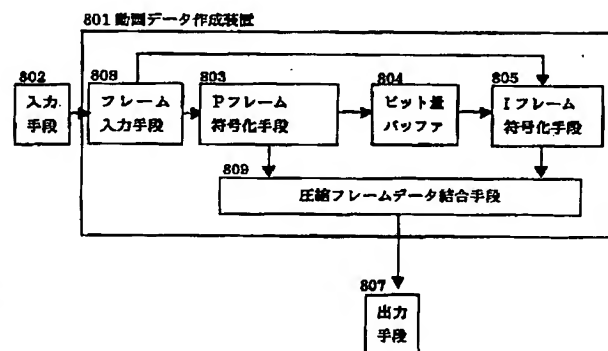 801 動画データ作成装置
802
入力
手段
808
フレーム
入力手段
803
Pフレーム
符号化手段
804
ビット量
バッファ
805
Iフレーム
符号化手段
809
圧縮フレームデータ結合手段
807
出力
手段